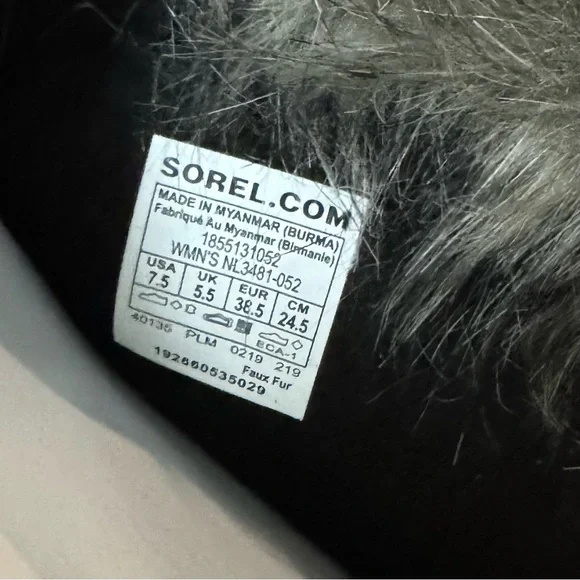 SOREL.COM
MADE IN MYANMAR (BURMA)
Fabriqué Au Myanmar (Birmanie)
1855131052
WMN'S NL3481-052
USA UK EUR CM
7.5 5.5 38.5 24.5
ECA-1
40135 PLM 0219 219
Faux Fur
192660535029